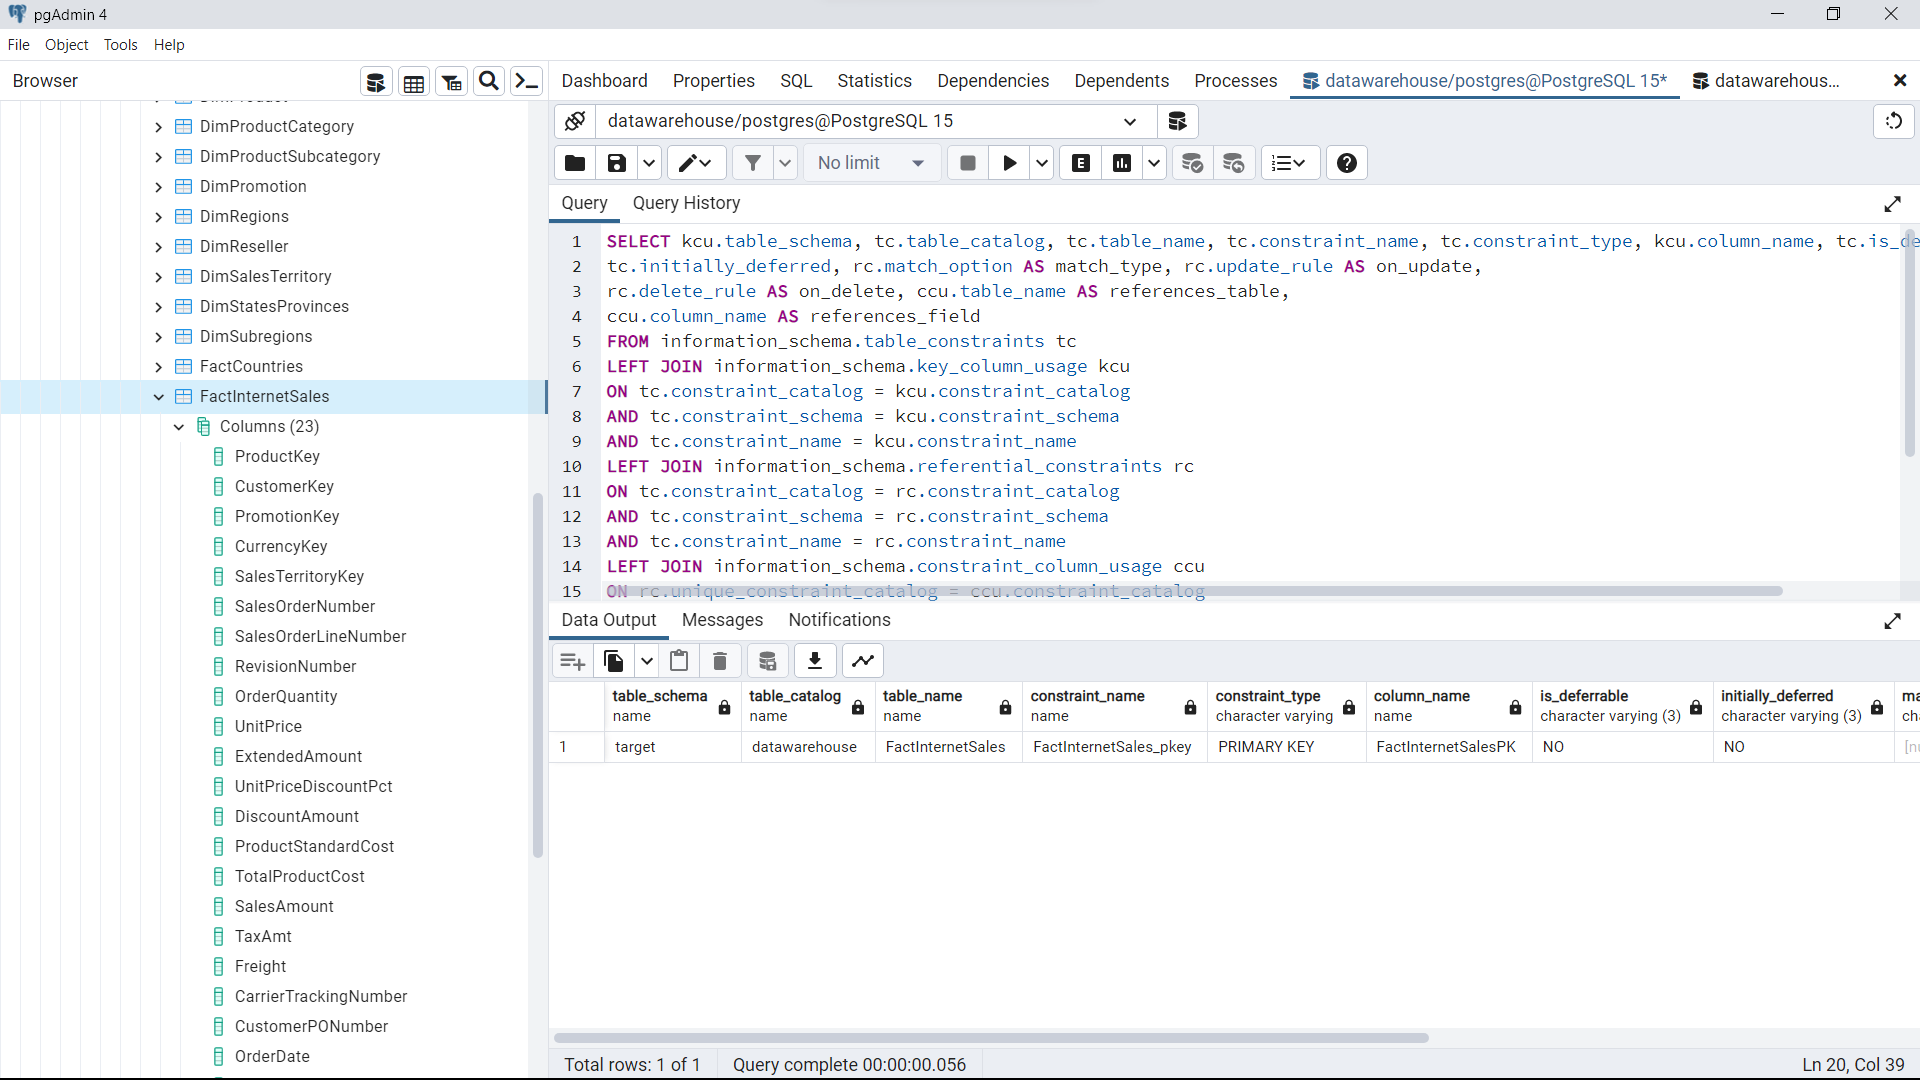 pgAdmin 4
File Object Tools Help
Browser
DimProduct
DimProductCategory
DimProductSubcategory
DimPromotion
DimRegions
DimReseller
DimSalesTerritory
DimStatesProvinces
DimSubregions
FactCountries
FactInternetSales
Columns (23)
ProductKey
CustomerKey
PromotionKey
CurrencyKey
SalesTerritoryKey
SalesOrderNumber
SalesOrderLineNumber
RevisionNumber
OrderQuantity
UnitPrice
ExtendedAmount
UnitPriceDiscountPct
DiscountAmount
ProductStandardCost
TotalProductCost
SalesAmount
TaxAmt
Freight
CarrierTrackingNumber
CustomerPONumber
OrderDate
Dashboard Properties SQL Statistics Dependencies Dependents Processes datawarehouse/postgres@PostgreSQL 15* datawarehous...
datawarehouse/postgres@PostgreSQL 15
No limit
Query Query History
1 SELECT kcu.table_schema, tc.table_catalog, tc.table_name, tc.constraint_name, tc.constraint_type, kcu.column_name, tc.is_de
2 tc.initially_deferred, rc.match_option AS match_type, rc.update_rule AS on_update,
3 rc.delete_rule AS on_delete, ccu.table_name AS references_table,
4 ccu.column_name AS references_field
5 FROM information_schema.table_constraints tc
6 LEFT JOIN information_schema.key_column_usage kcu
7 ON tc.constraint_catalog = kcu.constraint_catalog
8 AND tc.constraint_schema = kcu.constraint_schema
9 AND tc.constraint_name = kcu.constraint_name
10 LEFT JOIN information_schema.referential_constraints rc
11 ON tc.constraint_catalog = rc.constraint_catalog
12 AND tc.constraint_schema = rc.constraint_schema
13 AND tc.constraint_name = rc.constraint_name
14 LEFT JOIN information_schema.constraint_column_usage ccu
15 ON rc.unique_constraint_catalog = ccu.constraint_catalog
Data Output Messages Notifications
table_schema table_catalog table_name constraint_name constraint_type column_name is_deferrable initially_deferred ma
name name name name character varying name character varying (3) character varying (3) ch
1 target datawarehouse FactInternetSales FactInternetSales_pkey PRIMARY KEY FactInternetSalesPK NO NO [n
Total rows: 1 of 1 Query complete 00:00:00.056 Ln 20, Col 39